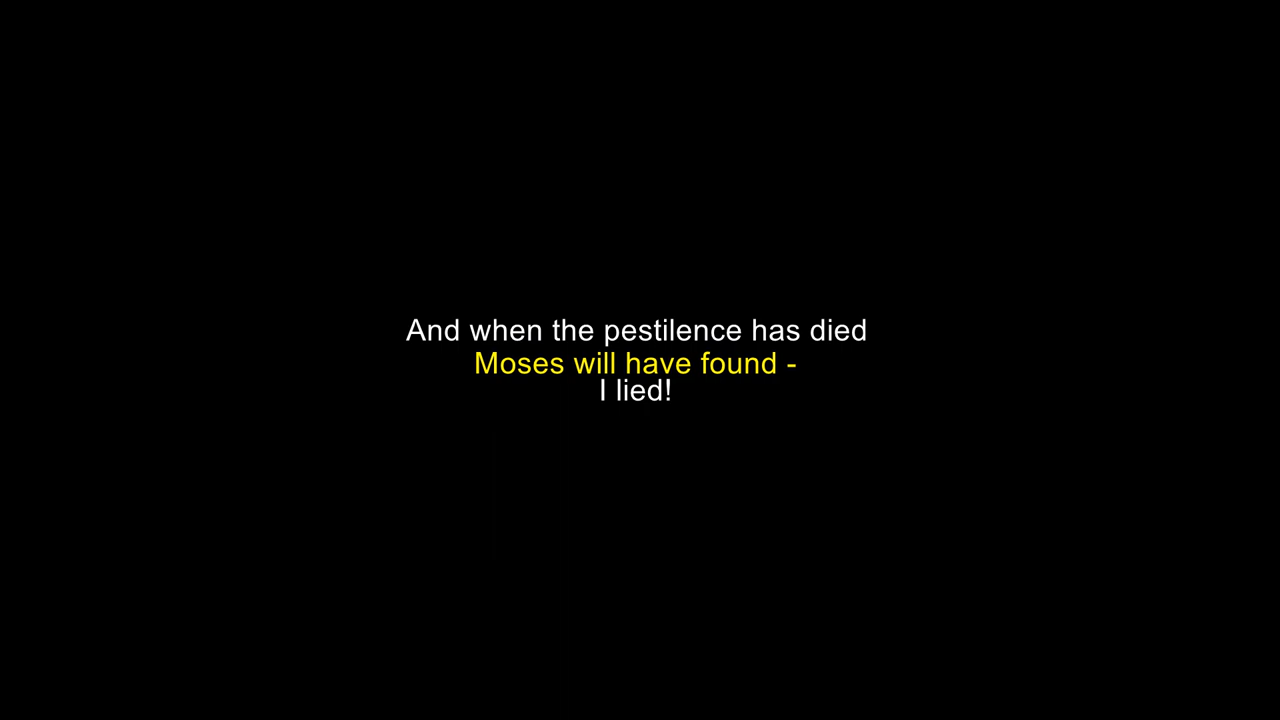 And when the pestilence has died
Moses will have found -
I lied!